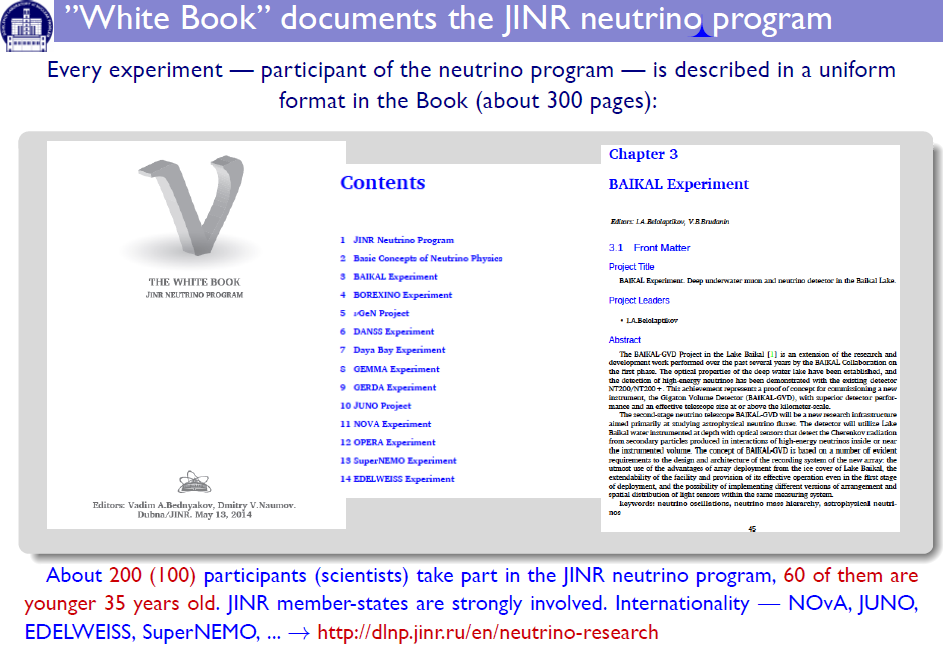 ”White Book” documents the JINR neutrino program
Every experiment — participant of the neutrino program — is described in a uniform
format in the Book (about 300 pages):
THE WHITE BOOK
JINR NEUTRINO PROGRAM
Editors: Vadim A.Bednyakov, Dmitry V.Naumov.
Dubna/JINR. May 13, 2014
Contents
1 JINR Neutrino Program
2 Basic Concepts of Neutrino Physics
3 BAIKAL Experiment
4 BOREXINO Experiment
5 νGeN Project
6 DANSS Experiment
7 Daya Bay Experiment
8 GEMMA Experiment
9 GERDA Experiment
10 JUNO Project
11 NOVA Experiment
12 OPERA Experiment
13 SuperNEMO Experiment
14 EDELWEISS Experiment
Chapter 3
BAIKAL Experiment
Editors: I.A.Belolaptikov, V.B.Brudanin
3.1 Front Matter
Project Title
BAIKAL Experiment. Deep underwater muon and neutrino detector in the Baikal Lake.
Project Leaders
• I.A.Belolaptikov
Abstract
The BAIKAL-GVD Project in the Lake Baikal [1] is an extension of the research and
development work performed over the past several years by the BAIKAL Collaboration on
the first phase. The optical properties of the deep water lake have been established, and
the detection of high-energy neutrinos has been demonstrated with the existing detector
NT200/NT200+. This achievement represents a proof of concept for commissioning a new
instrument, the Gigaton Volume Detector (BAIKAL-GVD), with superior detector perfor-
mance and an effective telescope size at or above the kilometer-scale.
The second-stage neutrino telescope BAIKAL-GVD will be a new research infrastructure
aimed primarily at studying astrophysical neutrino fluxes. The detector will utilize Lake
Baikal water instrumented at depth with optical sensors that detect the Cherenkov radiation
from secondary particles produced in interactions of high-energy neutrinos inside or near
the instrumented volume. The concept of BAIKAL-GVD is based on a number of evident
requirements to the design and architecture of the recording system of the new array: the
utmost use of the advantages of array deployment from the ice cover of Lake Baikal, the
extendability of the facility and provision of its effective operation even in the first stage
of deployment, and the possibility of implementing different versions of arrangement and
spatial distribution of light sensors within the same measuring system.
Keywords: neutrino oscillations, neutrino mass hierarchy, astrophysical neutri-
nos
45
About 200 (100) participants (scientists) take part in the JINR neutrino program, 60 of them are
younger 35 years old. JINR member-states are strongly involved. Internationality — NOvA, JUNO,
EDELWEISS, SuperNEMO, ... → http://dlnp.jinr.ru/en/neutrino-research